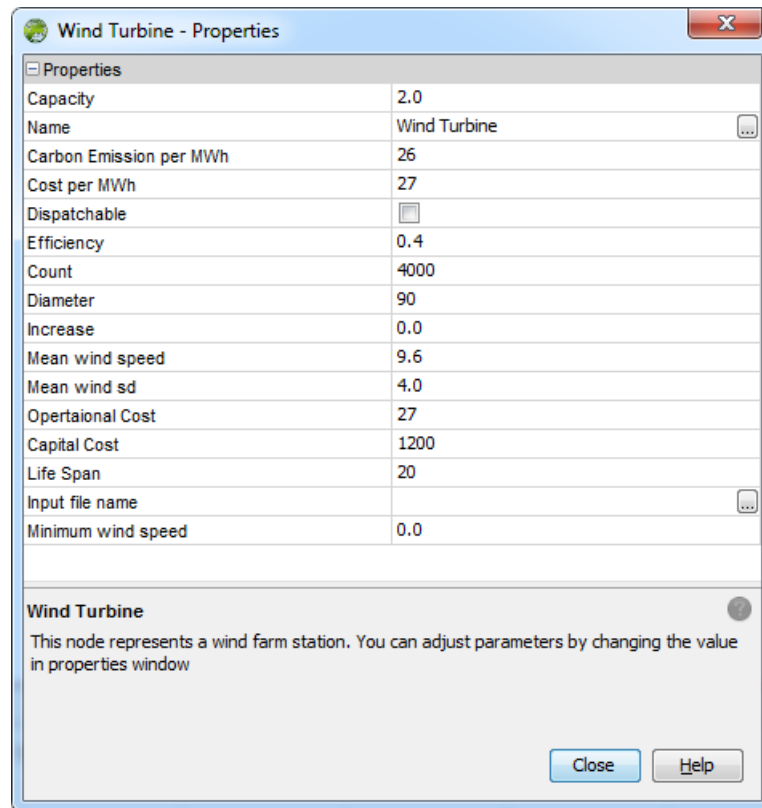 Wind Turbine - Properties
Properties
Capacity 2.0
Name Wind Turbine ...
Carbon Emission per MWh 26
Cost per MWh 27
Dispatchable
Efficiency 0.4
Count 4000
Diameter 90
Increase 0.0
Mean wind speed 9.6
Mean wind sd 4.0
Opertaional Cost 27
Capital Cost 1200
Life Span 20
Input file name ...
Minimum wind speed 0.0
Wind Turbine ?
This node represents a wind farm station. You can adjust parameters by changing the value
in properties window
Close Help